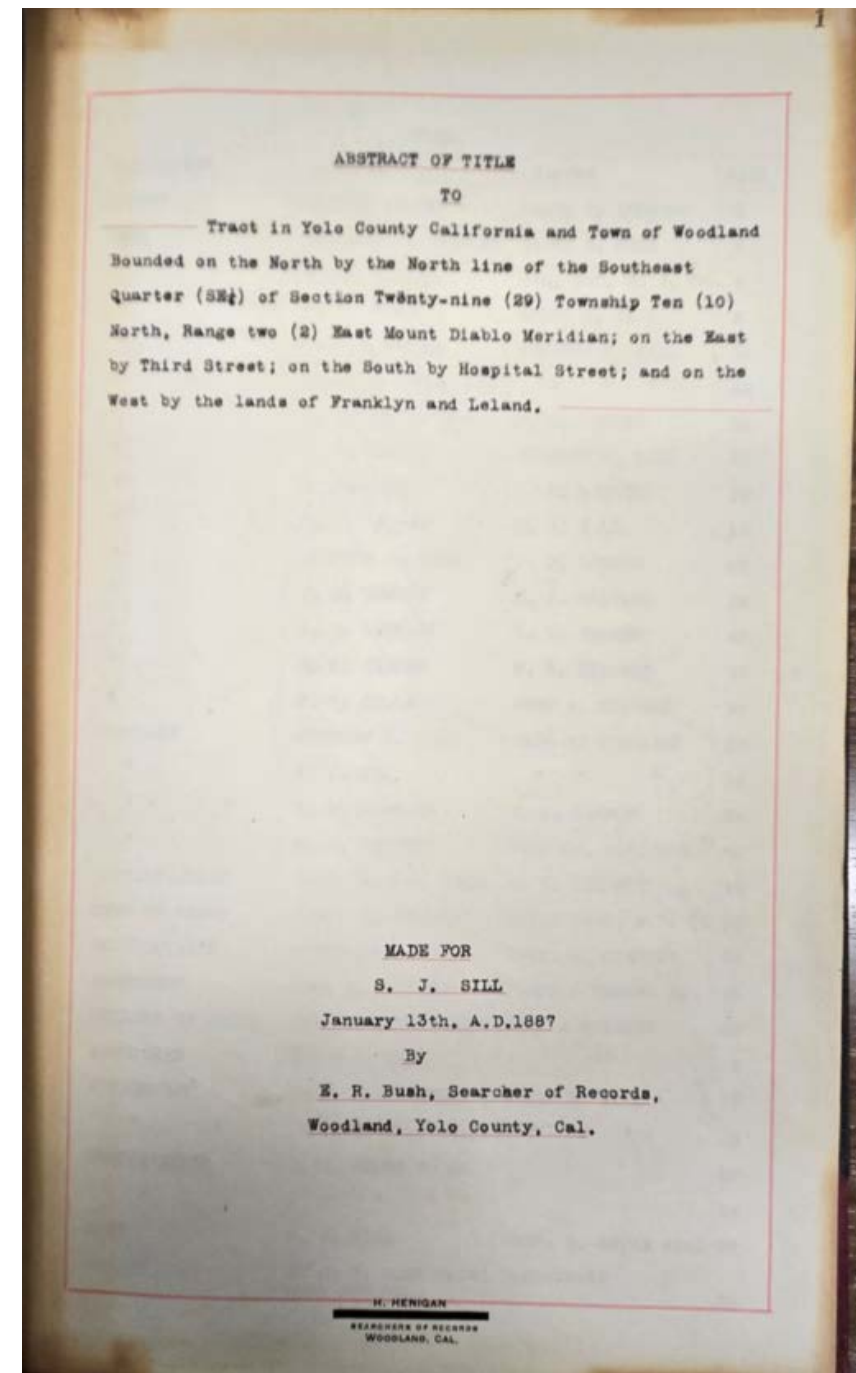 1
ABSTRACT OF TITLE
TO
Tract in Yolo County California and Town of Woodland
Bounded on the North by the North line of the Southeast
Quarter (SE¼) of Section Twenty-nine (29) Township Ten (10)
North, Range two (2) East Mount Diablo Meridian; on the East
by Third Street; on the South by Hospital Street; and on the
West by the lands of Franklyn and Leland.
MADE FOR
S. J. SILL
January 13th, A.D.1887
By
E. R. Bush, Searcher of Records,
Woodland, Yolo County, Cal.
H. HENIGAN
SEARCHERS OF RECORDS
WOODLAND, CAL.